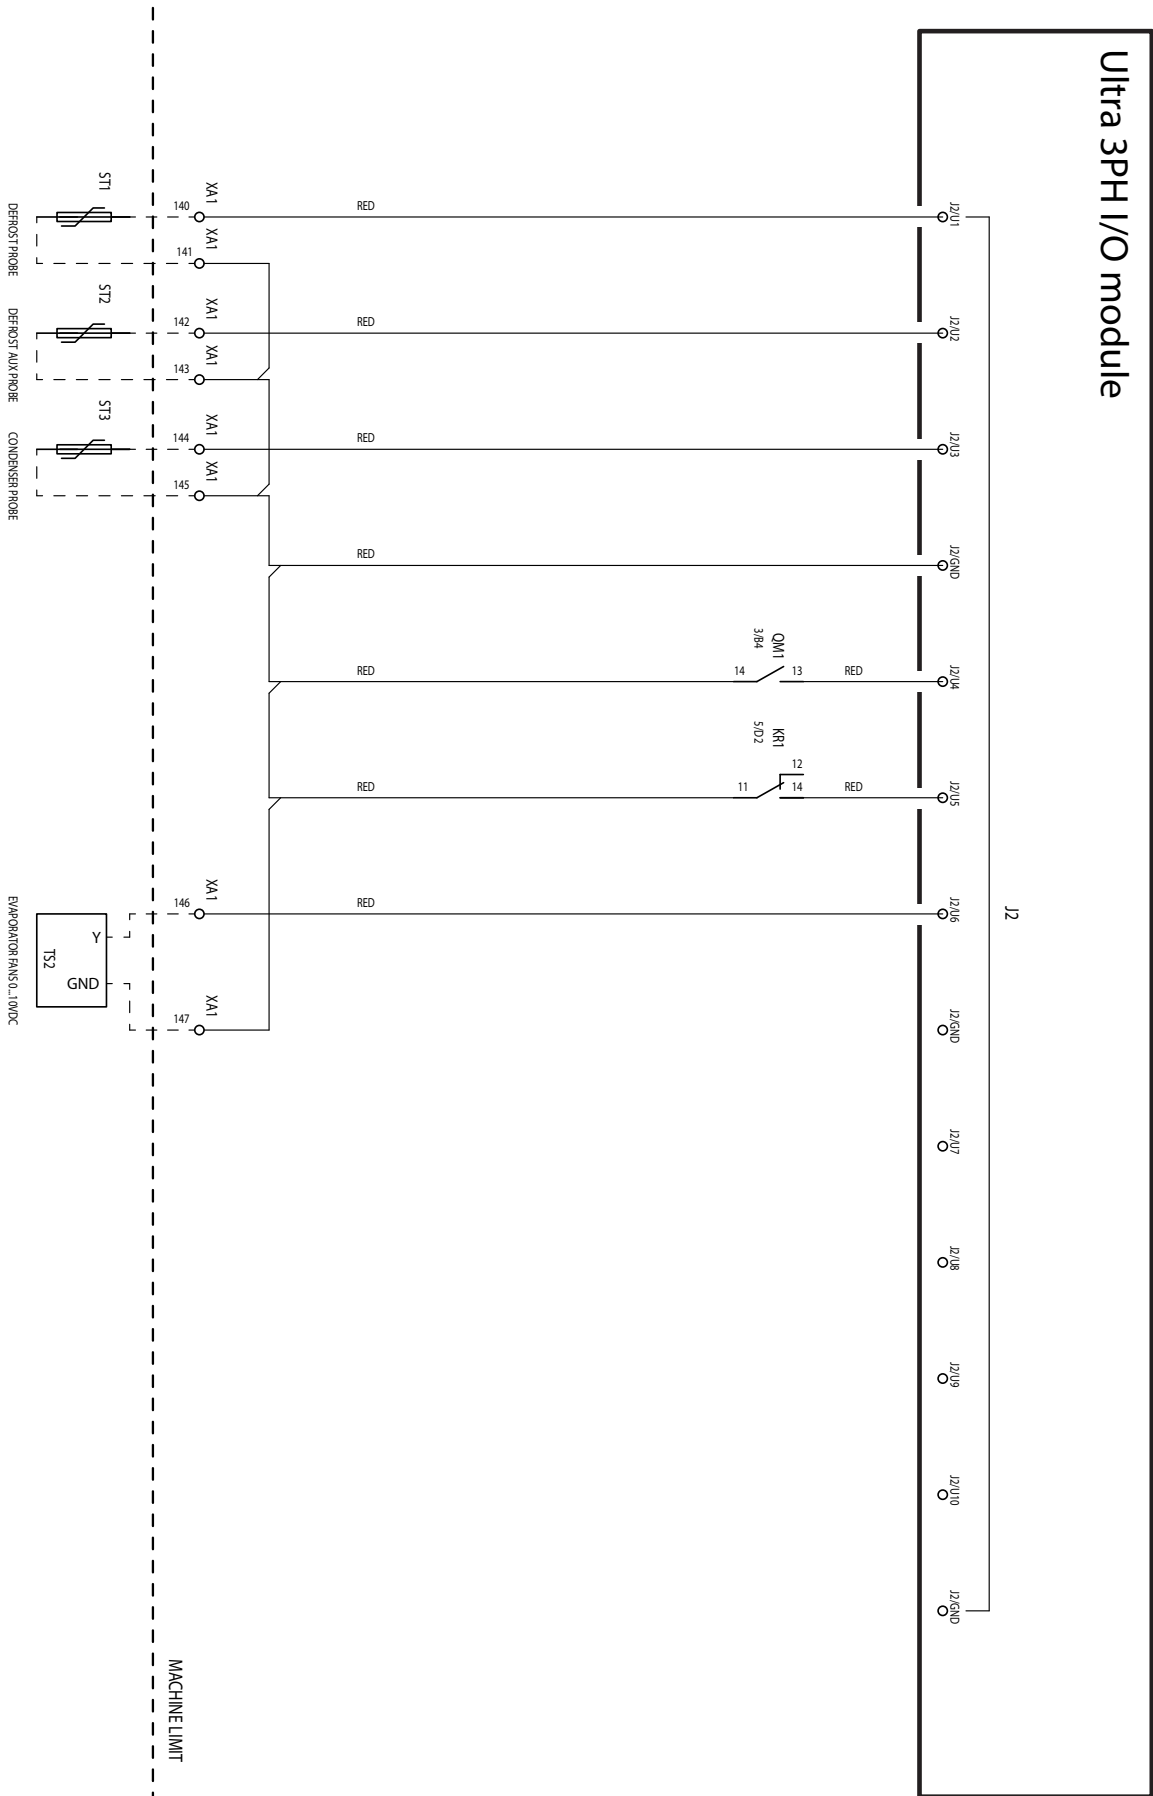 Ultra 3PH I/O module
J2
J2/U1
J2/U2
J2/U3
J2/GND
J2/U4
J2/U5
J2/U6
J2/GND
J2/U7
J2/U8
J2/U9
J2/U10
J2/GND
ST1
DEFROST PROBE
140
XA1
RED
141
XA1
ST2
DEFROST AUX PROBE
142
XA1
RED
143
XA1
ST3
CONDENSER PROBE
144
XA1
RED
145
XA1
RED
RED
QM1
3/B4
14
13
RED
RED
KR1
5/D2
12
11
14
RED
146
XA1
RED
Y
TS2
GND
EVAPORATOR FANS 0...10VDC
147
XA1
MACHINE LIMIT